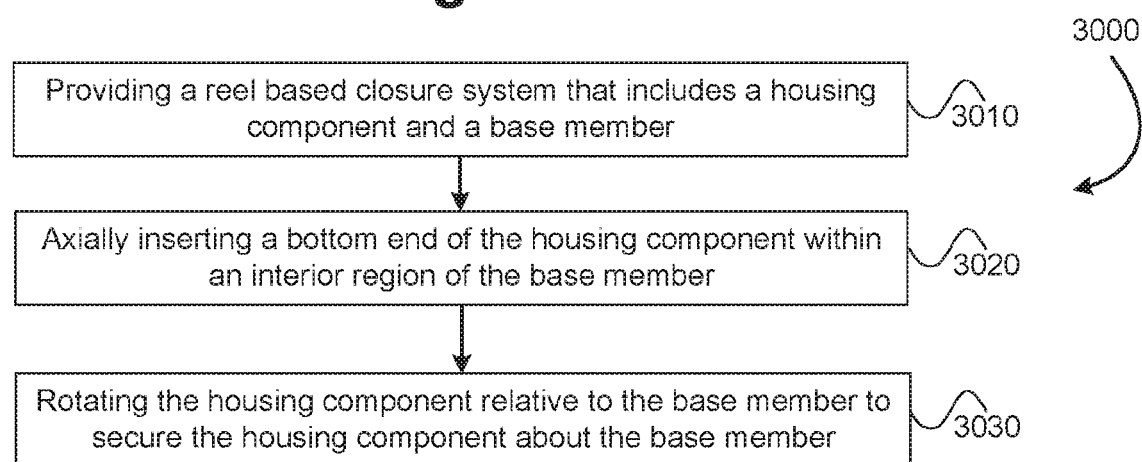 3000
Providing a reel based closure system that includes a housing
component and a base member
3010
Axially inserting a bottom end of the housing component within
an interior region of the base member
3020
Rotating the housing component relative to the base member to
secure the housing component about the base member
3030